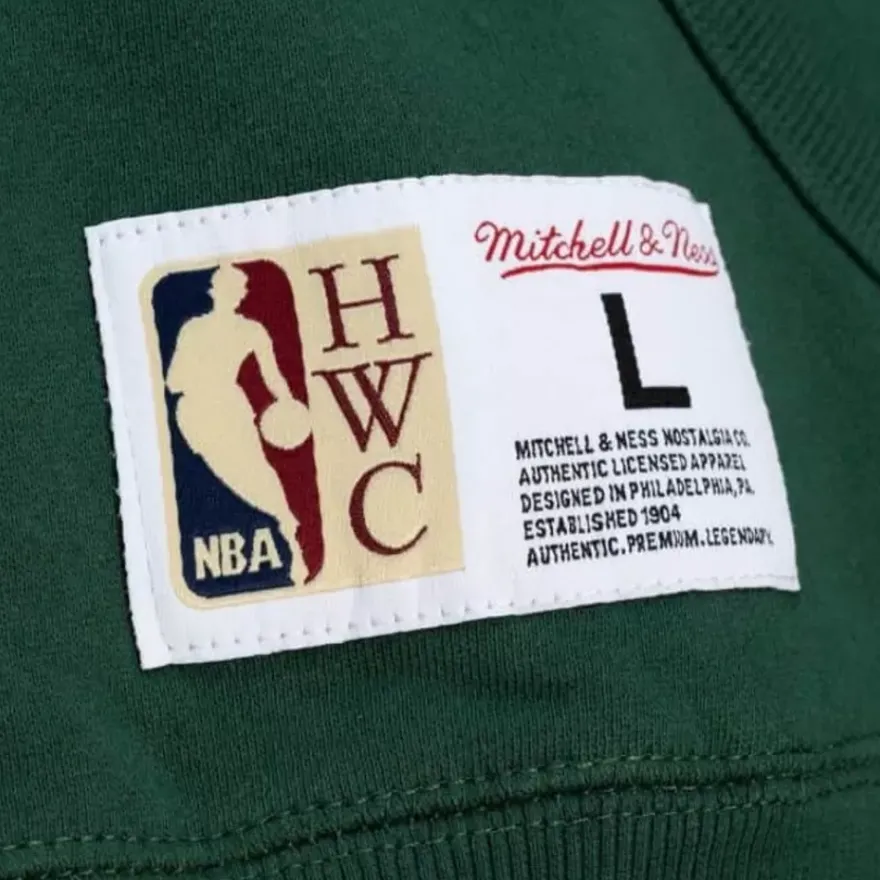 NBA
H
W
C
Mitchell & Ness
L
MITCHELL & NESS NOSTALGIA CO.
AUTHENTIC LICENSED APPAREL
DESIGNED IN PHILADELPHIA, PA.
ESTABLISHED 1904
AUTHENTIC. PREMIUM. LEGENDARY.